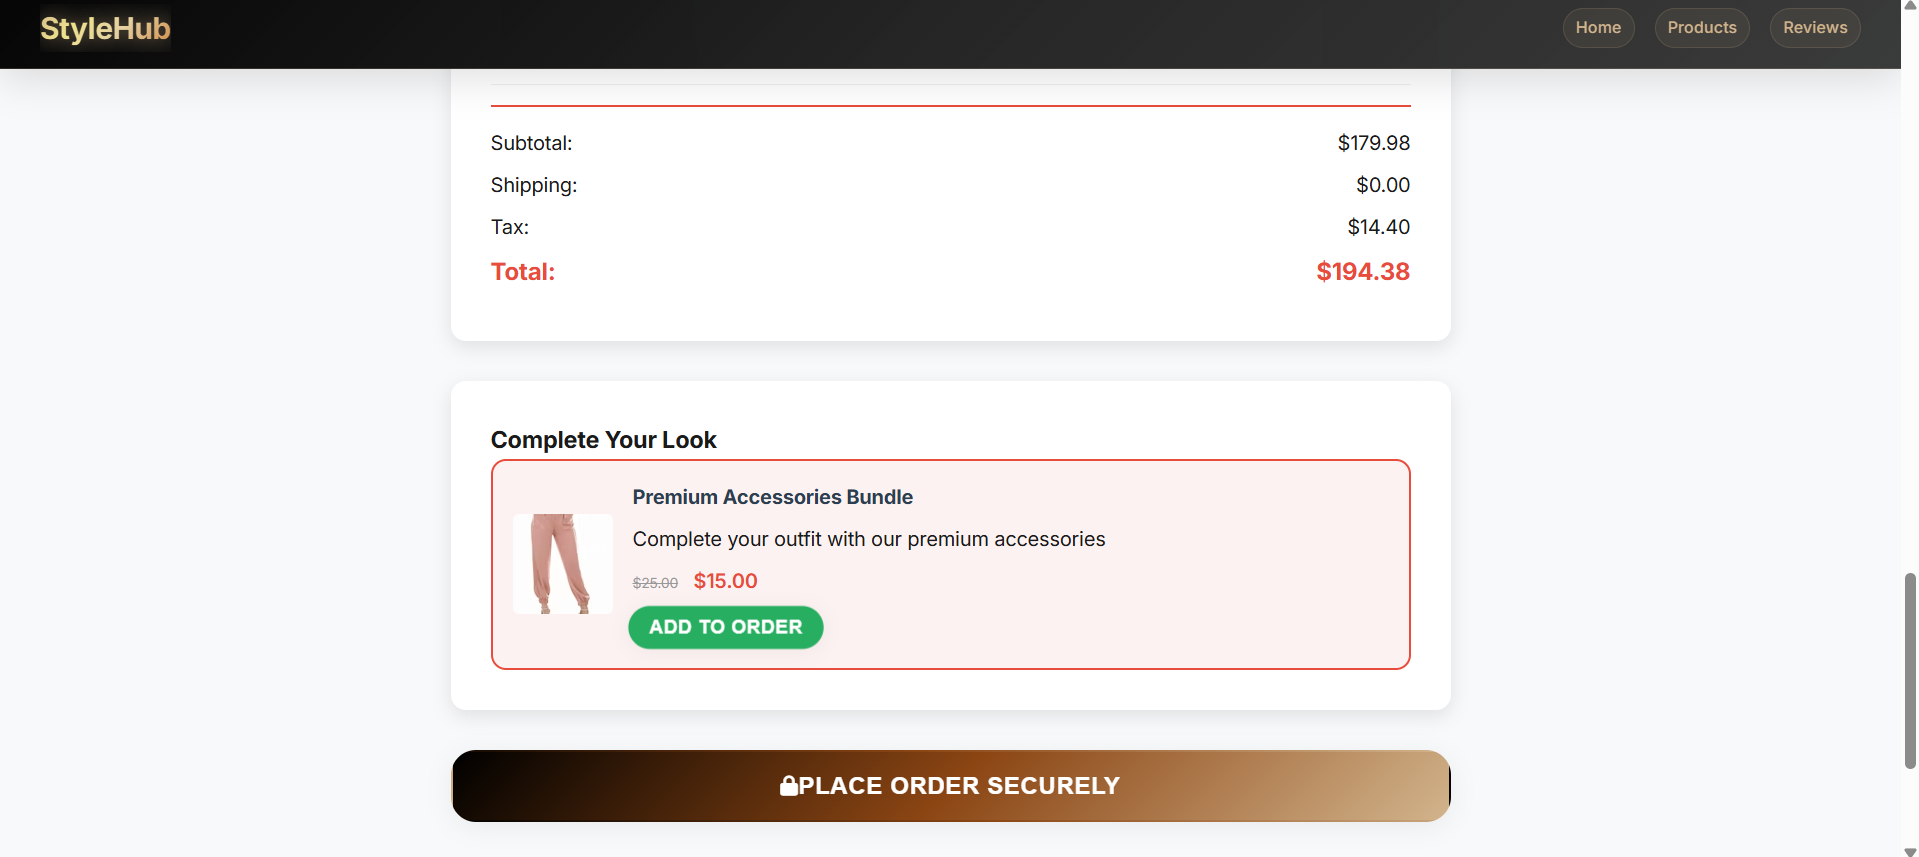 StyleHub
Home Products Reviews
Subtotal: $179.98
Shipping: $0.00
Tax: $14.40
Total: $194.38
Complete Your Look
Premium Accessories Bundle
Complete your outfit with our premium accessories
$25.00 $15.00
ADD TO ORDER
PLACE ORDER SECURELY